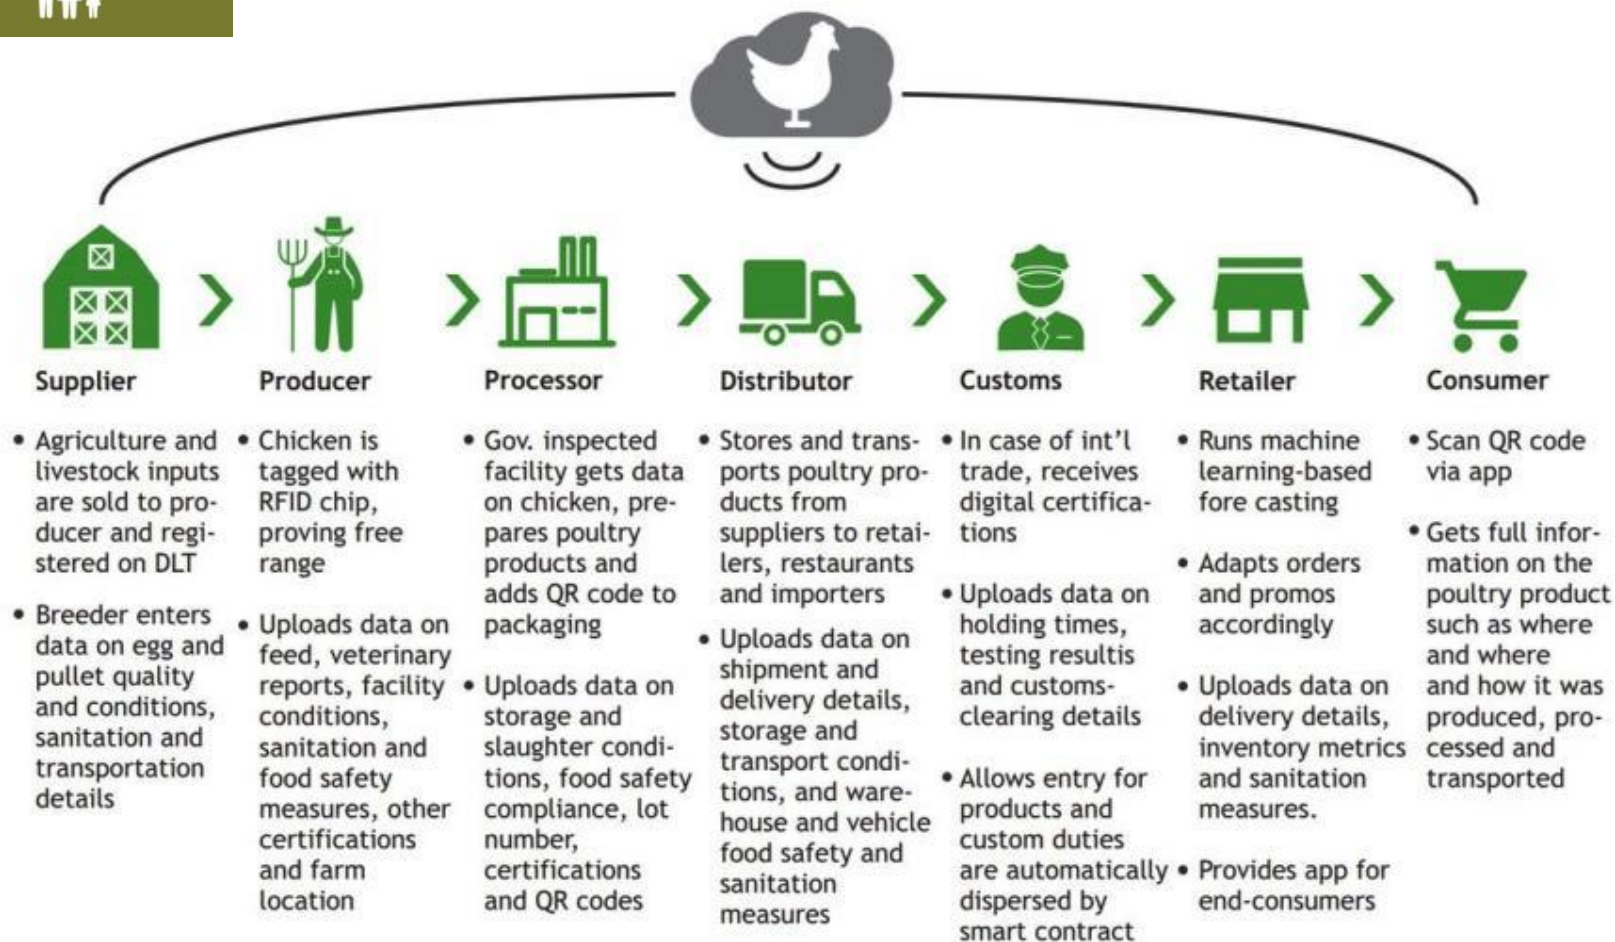 Supplier
• Agriculture and
livestock inputs
are sold to pro-
ducer and regi-
stered on DLT
• Breeder enters
data on egg and
pullet quality
and conditions,
sanitation and
transportation
details
Producer
• Chicken is
tagged with
RFID chip,
proving free
range
• Uploads data on
feed, veterinary
reports, facility
conditions,
sanitation and
food safety
measures, other
certifications
and farm
location
Processor
• Gov. inspected
facility gets data
on chicken, pre-
pares poultry
products and
adds QR code to
packaging
• Uploads data on
storage and
slaughter condi-
tions, food safety
compliance, lot
number,
certifications
and QR codes
Distributor
• Stores and trans-
ports poultry pro-
ducts from
suppliers to retai-
lers, restaurants
and importers
• Uploads data on
shipment and
delivery details,
storage and
transport condi-
tions, and ware-
house and vehicle
food safety and
sanitation
measures
Customs
• In case of int'l
trade, receives
digital certifica-
tions
• Uploads data on
holding times,
testing resultis
and customs-
clearing details
• Allows entry for
products and
custom duties
are automatically
dispersed by
smart contract
Retailer
• Runs machine
learning-based
fore casting
• Adapts orders
and promos
accordingly
• Uploads data on
delivery details,
inventory metrics
and sanitation
measures.
• Provides app for
end-consumers
Consumer
• Scan QR code
via app
• Gets full infor-
mation on the
poultry product
such as where
and where
and how it was
produced, pro-
cessed and
transported